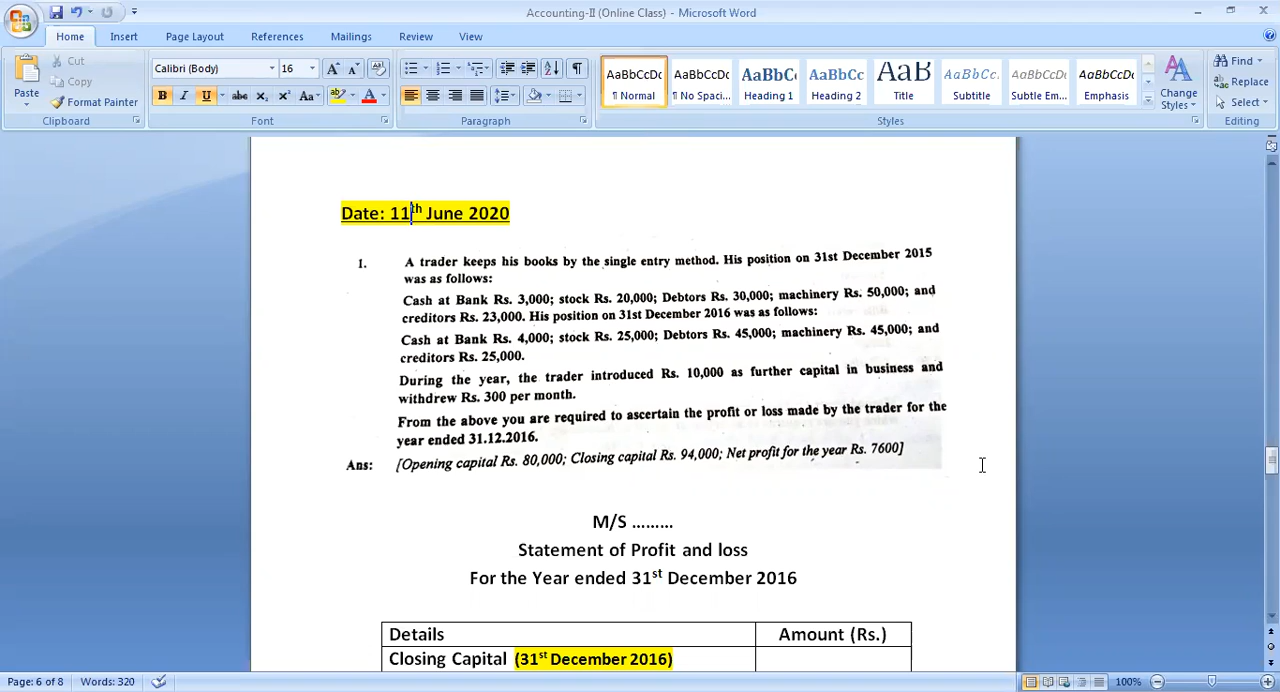 Accounting-II (Online Class) - Microsoft Word
Home Insert Page Layout References Mailings Review View
Paste Cut Copy Format Painter
Calibri (Body) 16
AaBbCcDc ¶ Normal
AaBbCcDc ¶ No Spaci...
AaBbC Heading 1
AaBbCc Heading 2
AaB Title
AaBbCc. Subtitle
AaBbCcDc Subtle Em...
AaBbCcDc Emphasis
Change Styles
Find Replace Select
Clipboard Font Paragraph Styles Editing
Date: 11th June 2020
1. A trader keeps his books by the single entry method. His position on 31st December 2015
was as follows:
Cash at Bank Rs. 3,000; stock Rs. 20,000; Debtors Rs. 30,000; machinery Rs. 50,000; and
creditors Rs. 23,000. His position on 31st December 2016 was as follows:
Cash at Bank Rs. 4,000; stock Rs. 25,000; Debtors Rs. 45,000; machinery Rs. 45,000; and
creditors Rs. 25,000.
During the year, the trader introduced Rs. 10,000 as further capital in business and
withdrew Rs. 300 per month.
From the above you are required to ascertain the profit or loss made by the trader for the
year ended 31.12.2016.
Ans: [Opening capital Rs. 80,000; Closing capital Rs. 94,000; Net profit for the year Rs. 7600]
M/S .........
Statement of Profit and loss
For the Year ended 31st December 2016
Details Amount (Rs.)
Closing Capital (31st December 2016)
Page: 6 of 8 Words: 320 100%